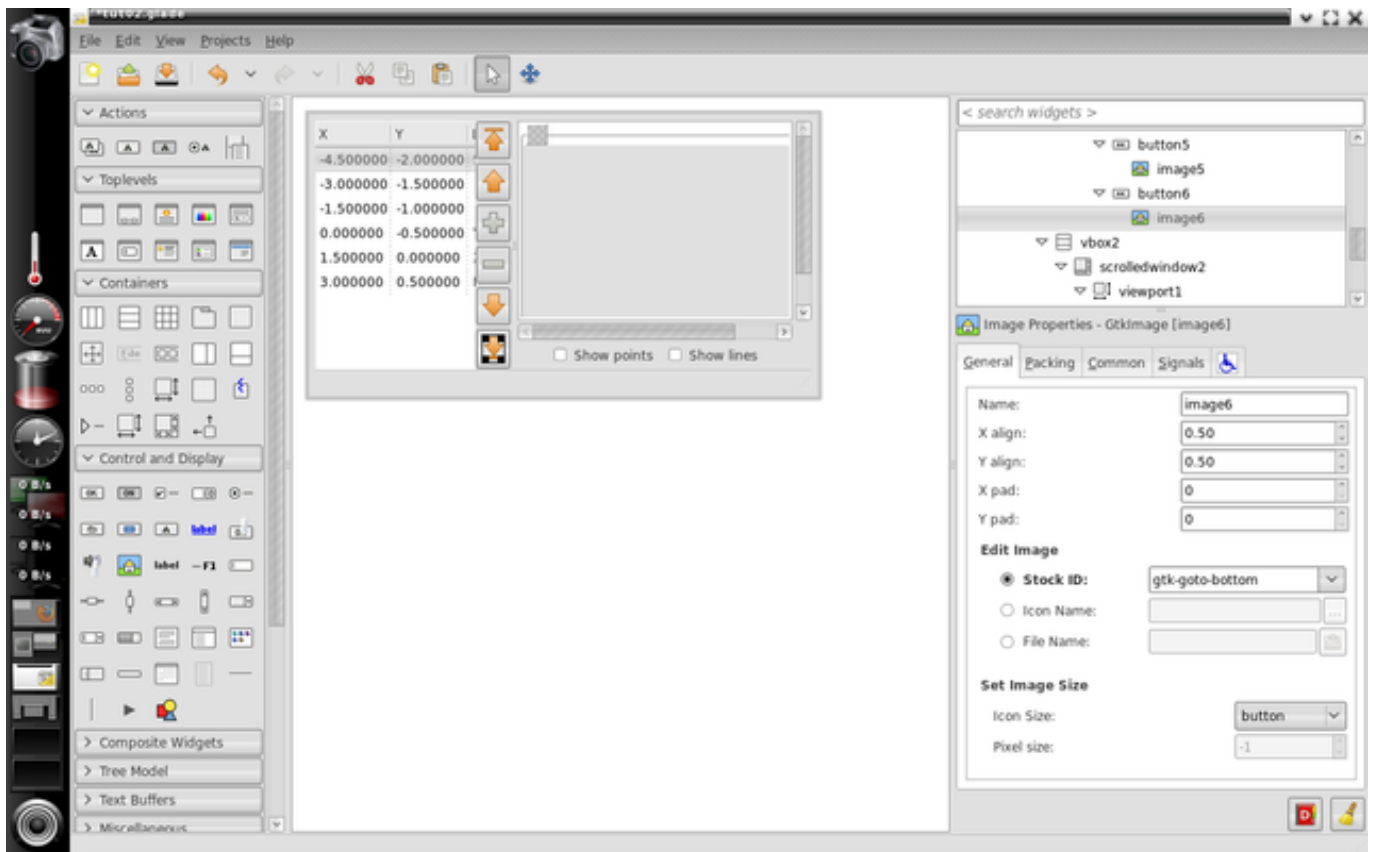 *tuto2.glade
File Edit View Projects Help
Actions
Toplevels
Containers
Control and Display
label
label
Composite Widgets
Tree Model
Text Buffers
Miscellaneous
0 B/s
0 B/s
0 B/s
0 B/s
X Y
-4.500000 -2.000000
-3.000000 -1.500000
-1.500000 -1.000000
0.000000 -0.500000
1.500000 0.000000
3.000000 0.500000
Show points Show lines
< search widgets >
button5
image5
button6
image6
vbox2
scrolledwindow2
viewport1
Image Properties - GtkImage [image6]
General Packing Common Signals
Name: image6
X align: 0.50
Y align: 0.50
X pad: 0
Y pad: 0
Edit Image
Stock ID: gtk-goto-bottom
Icon Name: ...
File Name:
Set Image Size
Icon Size: button
Pixel size: -1